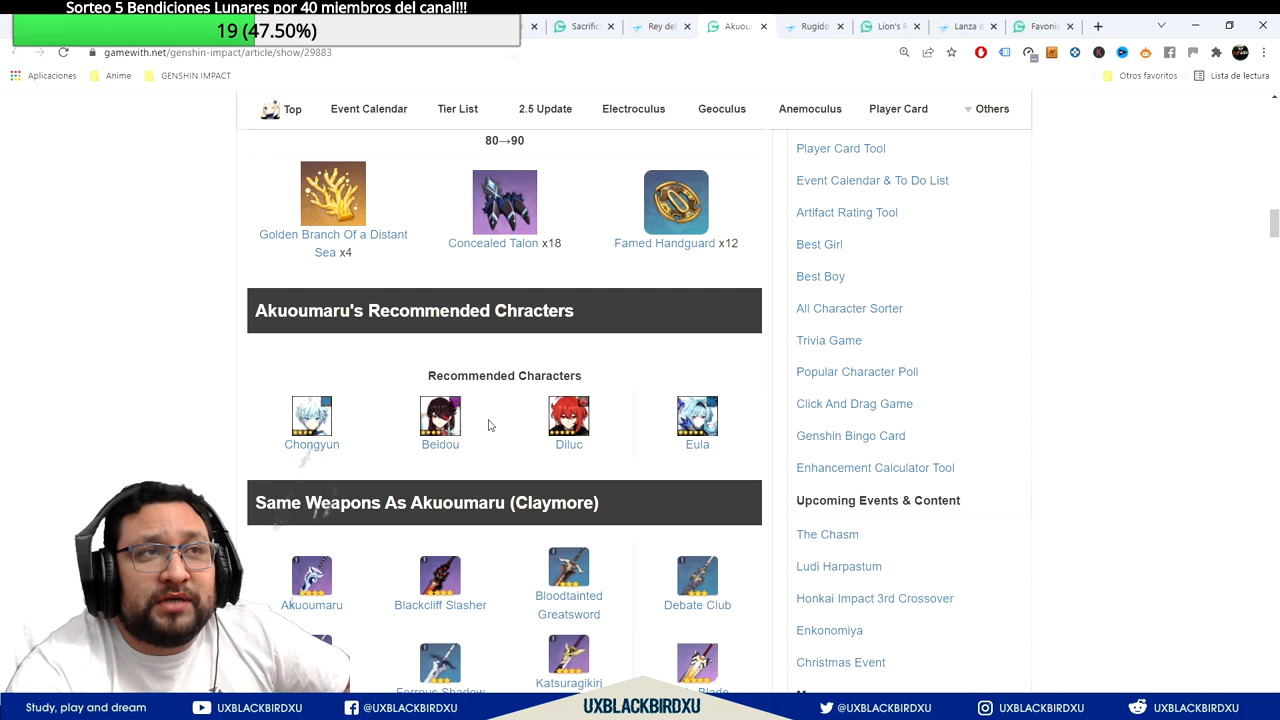 Sorteo 5 Bendiciones Lunares por 40 miembros del canal!!!
19 (47.50%)
Sacrific
Rey del
Akuou
Rugido
Lion's R
Lanza d
Favoniu
gamewith.net/genshin-impact/article/show/29883
Aplicaciones
Anime
GENSHIN IMPACT
Otros favoritos
Lista de lectura
Top
Event Calendar
Tier List
2.5 Update
Electroculus
Geoculus
Anemoculus
Player Card
Others
80→90
Golden Branch Of a Distant
Sea x4
Concealed Talon x18
Famed Handguard x12
Akuoumaru's Recommended Chracters
Recommended Characters
Chongyun
Beidou
Diluc
Eula
Same Weapons As Akuoumaru (Claymore)
Akuoumaru
Blackcliff Slasher
Bloodtainted
Greatsword
Debate Club
Ferrous Shadow
Katsuragikiri
Blade
Player Card Tool
Event Calendar & To Do List
Artifact Rating Tool
Best Girl
Best Boy
All Character Sorter
Trivia Game
Popular Character Poll
Click And Drag Game
Genshin Bingo Card
Enhancement Calculator Tool
Upcoming Events & Content
The Chasm
Ludi Harpastum
Honkai Impact 3rd Crossover
Enkonomiya
Christmas Event
Study, play and dream
UXBLACKBIRDXU
@UXBLACKBIRDXU
UXBLACKBIRDXU
@UXBLACKBIRDXU
UXBLACKBIRDXU
UXBLACKBIRDXU